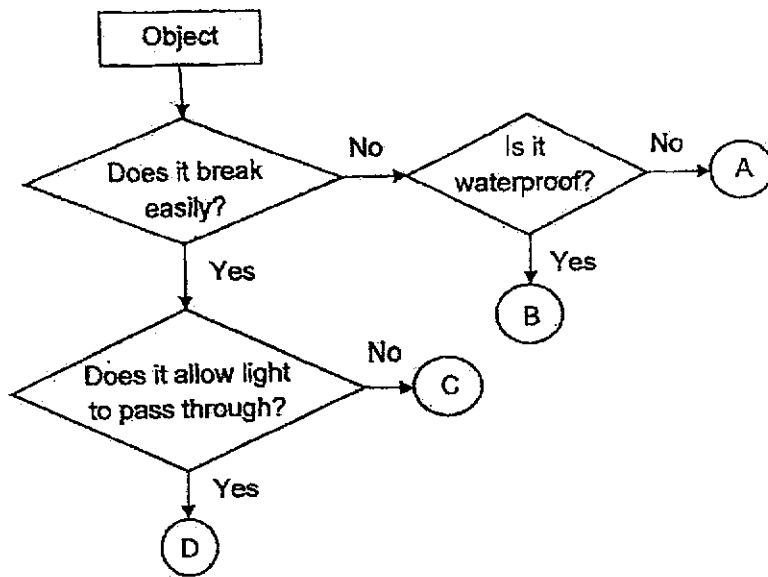 Object
Does it break
easily?
No
Is it
waterproof?
No
A
Yes
B
Yes
Does it allow light
to pass through?
No
C
Yes
D